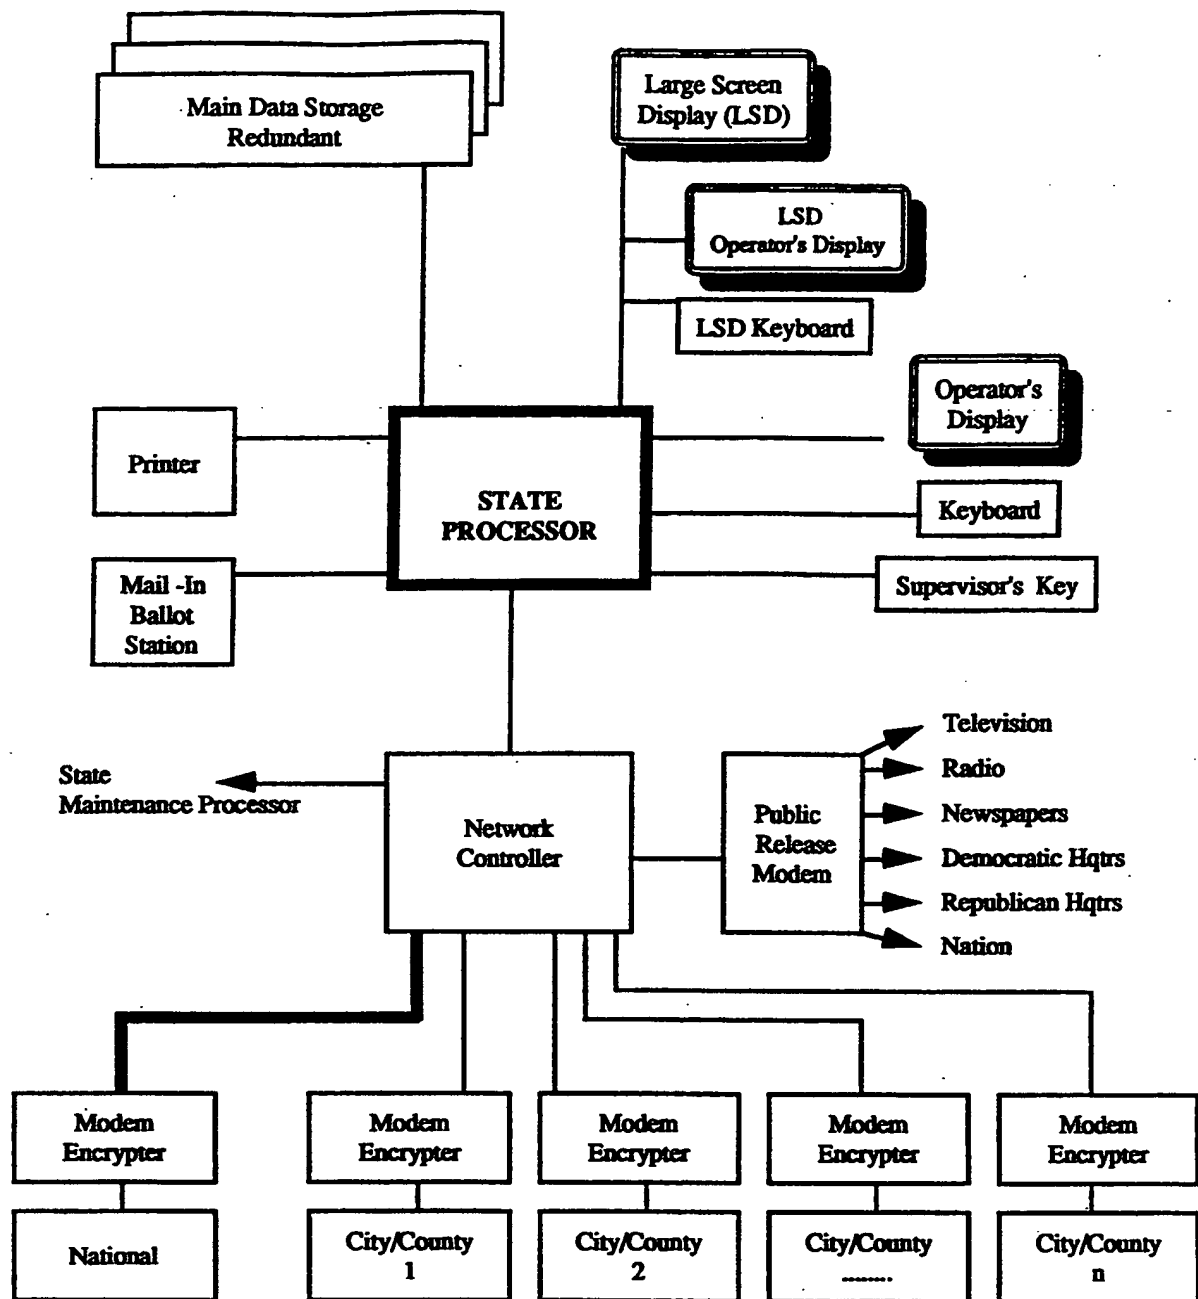 Main Data Storage
Redundant
Large Screen
Display (LSD)
LSD
Operator's Display
LSD Keyboard
Operator's
Display
Printer
STATE
PROCESSOR
Keyboard
Mail -In
Ballot
Station
Supervisor's Key
State
Maintenance Processor
Network
Controller
Public
Release
Modem
Television
Radio
Newspapers
Democratic Hqtrs
Republican Hqtrs
Nation
Modem
Encrypter
Modem
Encrypter
Modem
Encrypter
Modem
Encrypter
Modem
Encrypter
National
City/County
1
City/County
2
City/County
........
City/County
n